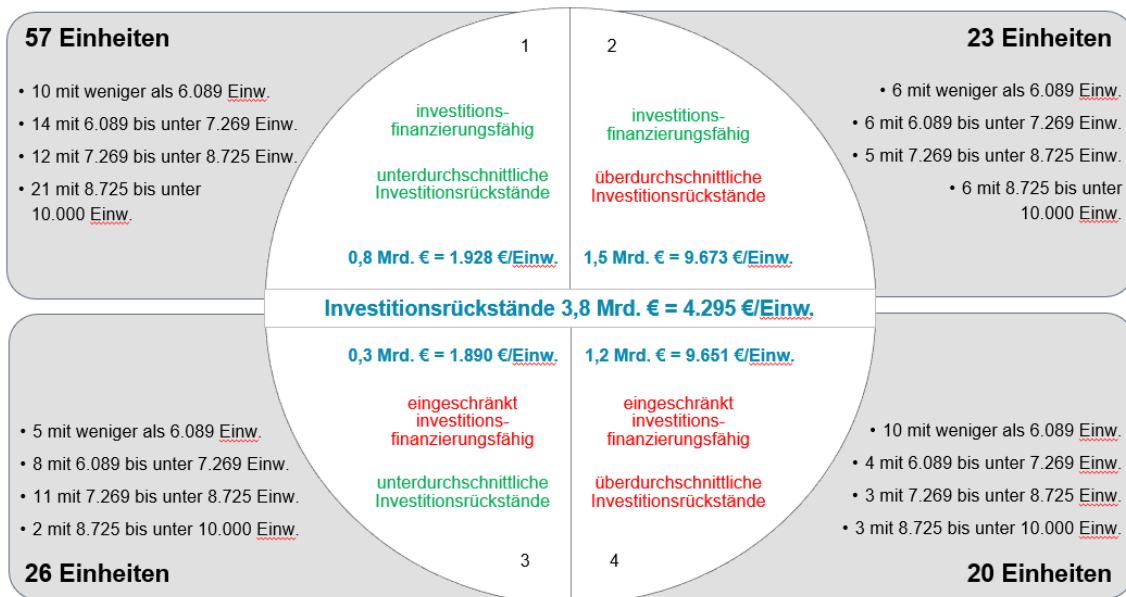 57 Einheiten
• 10 mit weniger als 6.089 Einw.
• 14 mit 6.089 bis unter 7.269 Einw.
• 12 mit 7.269 bis unter 8.725 Einw.
• 21 mit 8.725 bis unter
10.000 Einw.
1
investitions-
finanzierungsfähig
unterdurchschnittliche
Investitionsrückstände
0,8 Mrd. € = 1.928 €/Einw.
2
investitions-
finanzierungsfähig
überdurchschnittliche
Investitionsrückstände
1,5 Mrd. € = 9.673 €/Einw.
23 Einheiten
• 6 mit weniger als 6.089 Einw.
• 6 mit 6.089 bis unter 7.269 Einw.
• 5 mit 7.269 bis unter 8.725 Einw.
• 6 mit 8.725 bis unter
10.000 Einw.
Investitionsrückstände 3,8 Mrd. € = 4.295 €/Einw.
• 5 mit weniger als 6.089 Einw.
• 8 mit 6.089 bis unter 7.269 Einw.
• 11 mit 7.269 bis unter 8.725 Einw.
• 2 mit 8.725 bis unter 10.000 Einw.
26 Einheiten
0,3 Mrd. € = 1.890 €/Einw.
eingeschränkt
investitions-
finanzierungsfähig
unterdurchschnittliche
Investitionsrückstände
3
1,2 Mrd. € = 9.651 €/Einw.
eingeschränkt
investitions-
finanzierungsfähig
überdurchschnittliche
Investitionsrückstände
4
• 10 mit weniger als 6.089 Einw.
• 4 mit 6.089 bis unter 7.269 Einw.
• 3 mit 7.269 bis unter 8.725 Einw.
• 3 mit 8.725 bis unter 10.000 Einw.
20 Einheiten